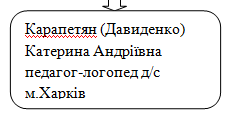 Карапетян (Давиденко)
Катерина Андріївна
педагог-логопед д/с
м.Харків